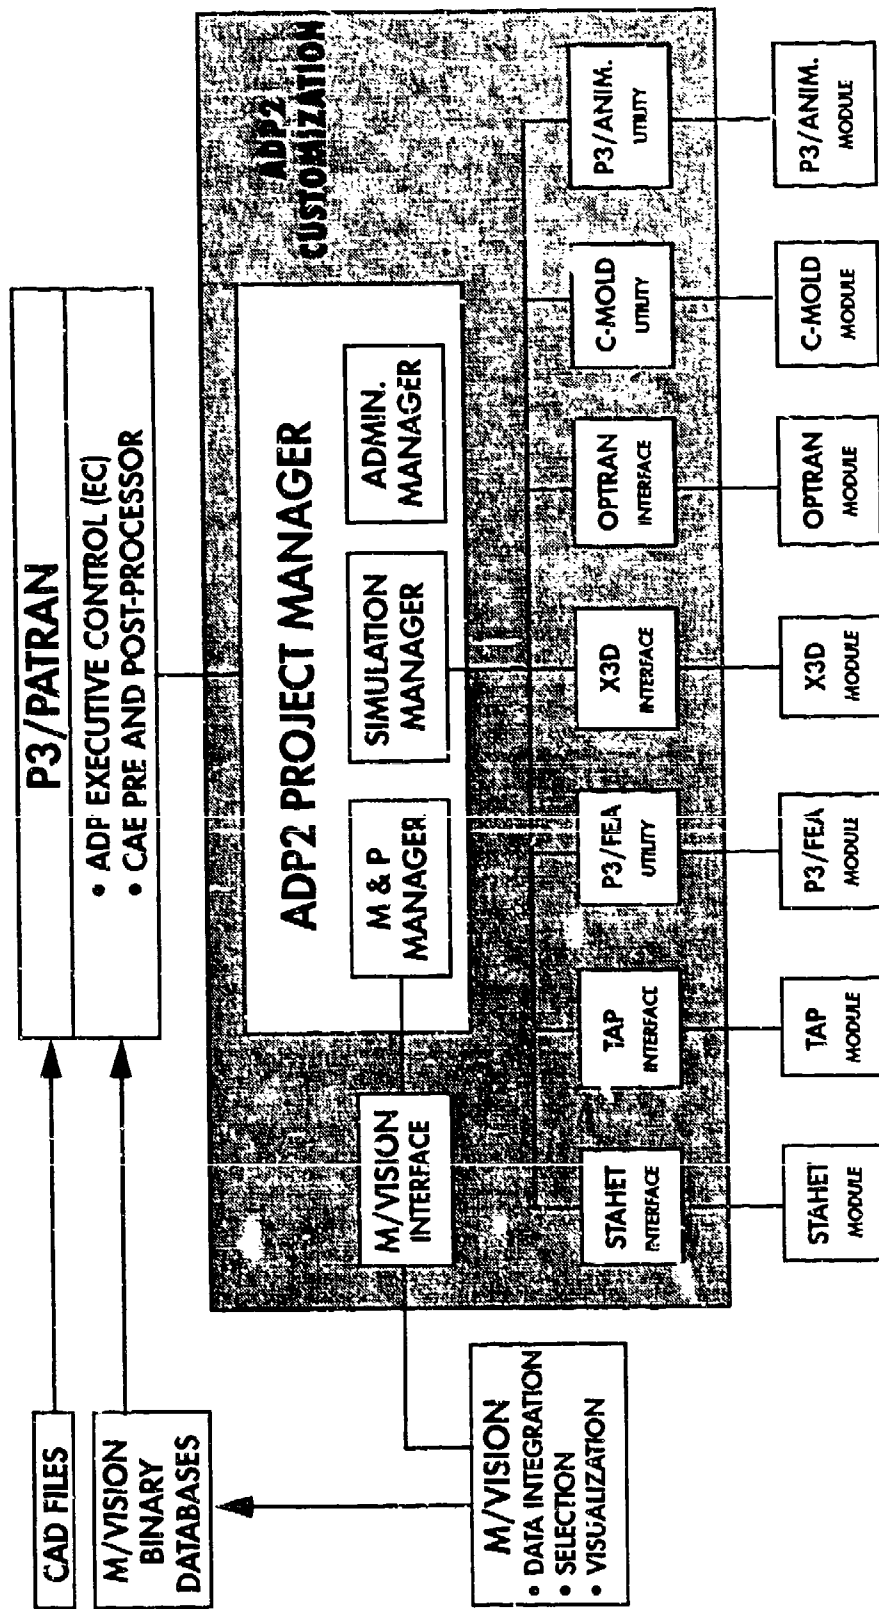 CAD FILES
M/VISION
BINARY
DATABASES
P3/PATRAN
• ADP EXECUTIVE CONTROL (EC)
• CAE PRE AND POST-PROCESSOR
ADP2
CUSTOMIZATION
ADP2 PROJECT MANAGER
M & P
MANAGER
SIMULATION
MANAGER
ADMIN.
MANAGER
M/VISION
INTERFACE
M/VISION
• DATA INTEGRATION
• SELECTION
• VISUALIZATION
STAHET
INTERFACE
TAP
INTERFACE
P3/FEA
UTILITY
X3D
INTERFACE
OPTRAN
INTERFACE
C-MOLD
UTILITY
P3/ANIM.
UTILITY
STAHET
MODULE
TAP
MODULE
P3/FEA
MODULE
X3D
MODULE
OPTRAN
MODULE
C-MOLD
MODULE
P3/ANIM.
MODULE